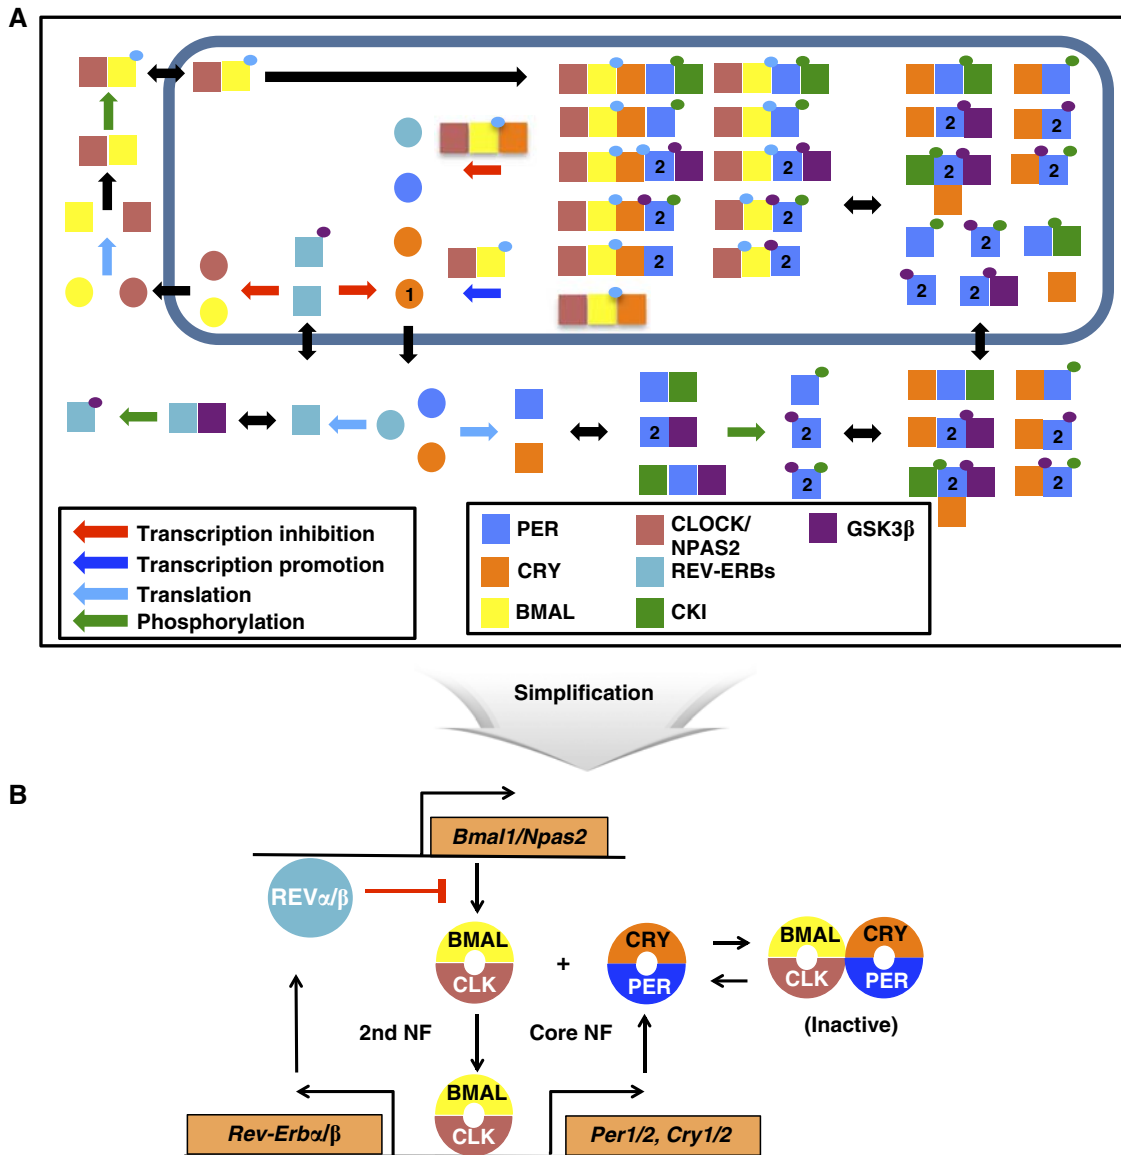 A
2
2
2
2
2
2
2
2
2
2
2
2
2
2
1
2
2
2
2
2
2
2
Transcription inhibition
Transcription promotion
Translation
Phosphorylation
PER
CRY
BMAL
CLOCK/
NPAS2
REV-ERBs
CKI
GSK3β
Simplification
B
Bmal1/Npas2
REVα/β
BMAL
CLK
+
CRY
PER
BMAL
CLK
CRY
PER
(Inactive)
2nd NF
Core NF
BMAL
CLK
Rev-Erbα/β
Per1/2, Cry1/2